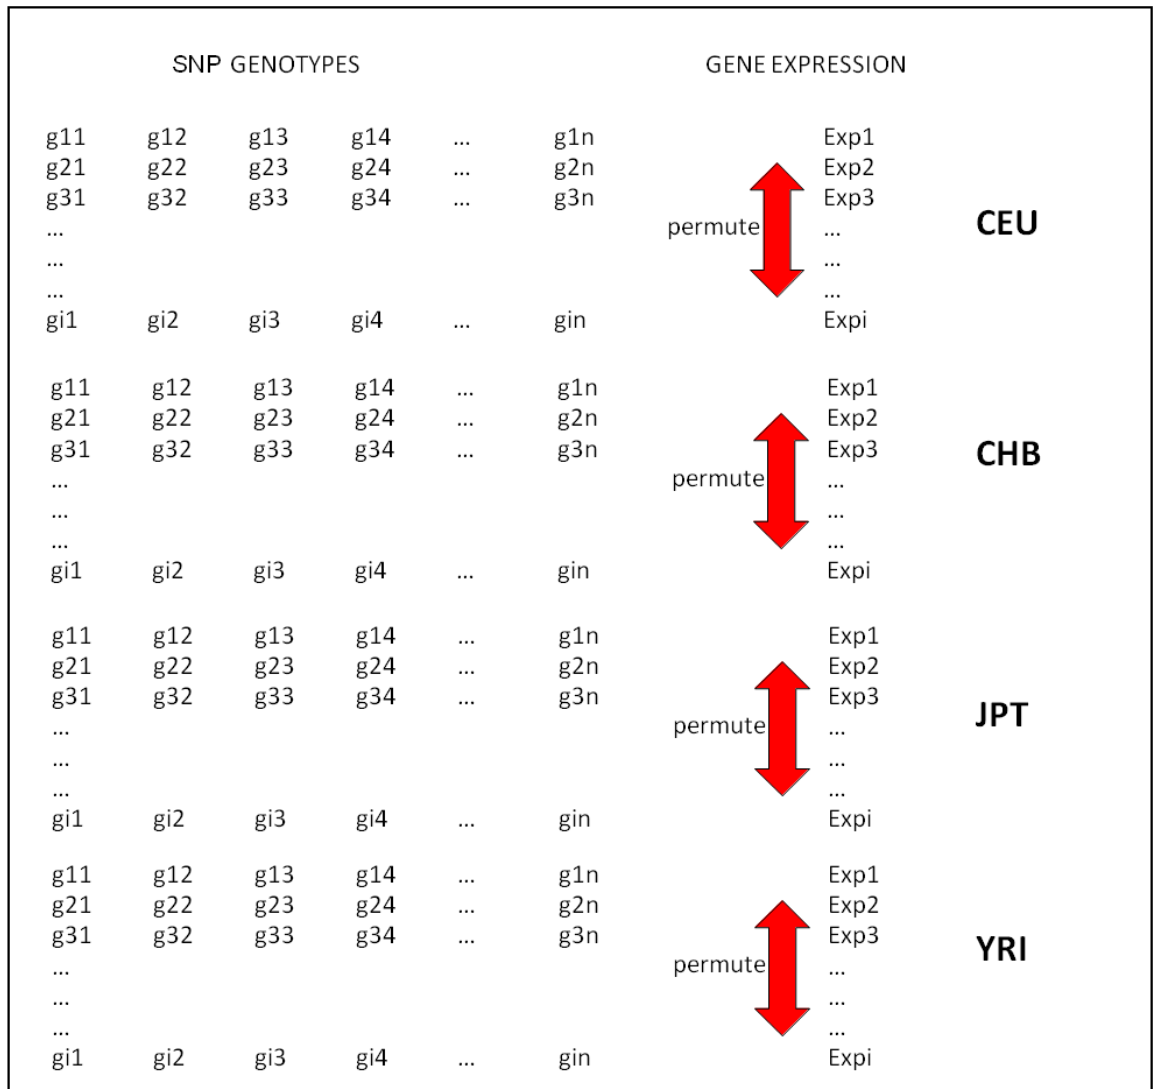 SNP GENOTYPES GENE EXPRESSION
g11 g12 g13 g14 ... g1n Exp1
g21 g22 g23 g24 ... g2n Exp2
g31 g32 g33 g34 ... g3n Exp3
permute ... CEU
...
... ...
... ...
gi1 gi2 gi3 gi4 ... gin Expi
g11 g12 g13 g14 ... g1n Exp1
g21 g22 g23 g24 ... g2n Exp2
g31 g32 g33 g34 ... g3n Exp3
CHB
... permute ...
... ...
... ...
gi1 gi2 gi3 gi4 ... gin Expi
g11 g12 g13 g14 ... g1n Exp1
g21 g22 g23 g24 ... g2n Exp2
g31 g32 g33 g34 ... g3n Exp3
JPT
... permute ...
... ...
... ...
gi1 gi2 gi3 gi4 ... gin Expi
g11 g12 g13 g14 ... g1n Exp1
g21 g22 g23 g24 ... g2n Exp2
g31 g32 g33 g34 ... g3n Exp3
YRI
... permute ...
... ...
... ...
gi1 gi2 gi3 gi4 ... gin Expi